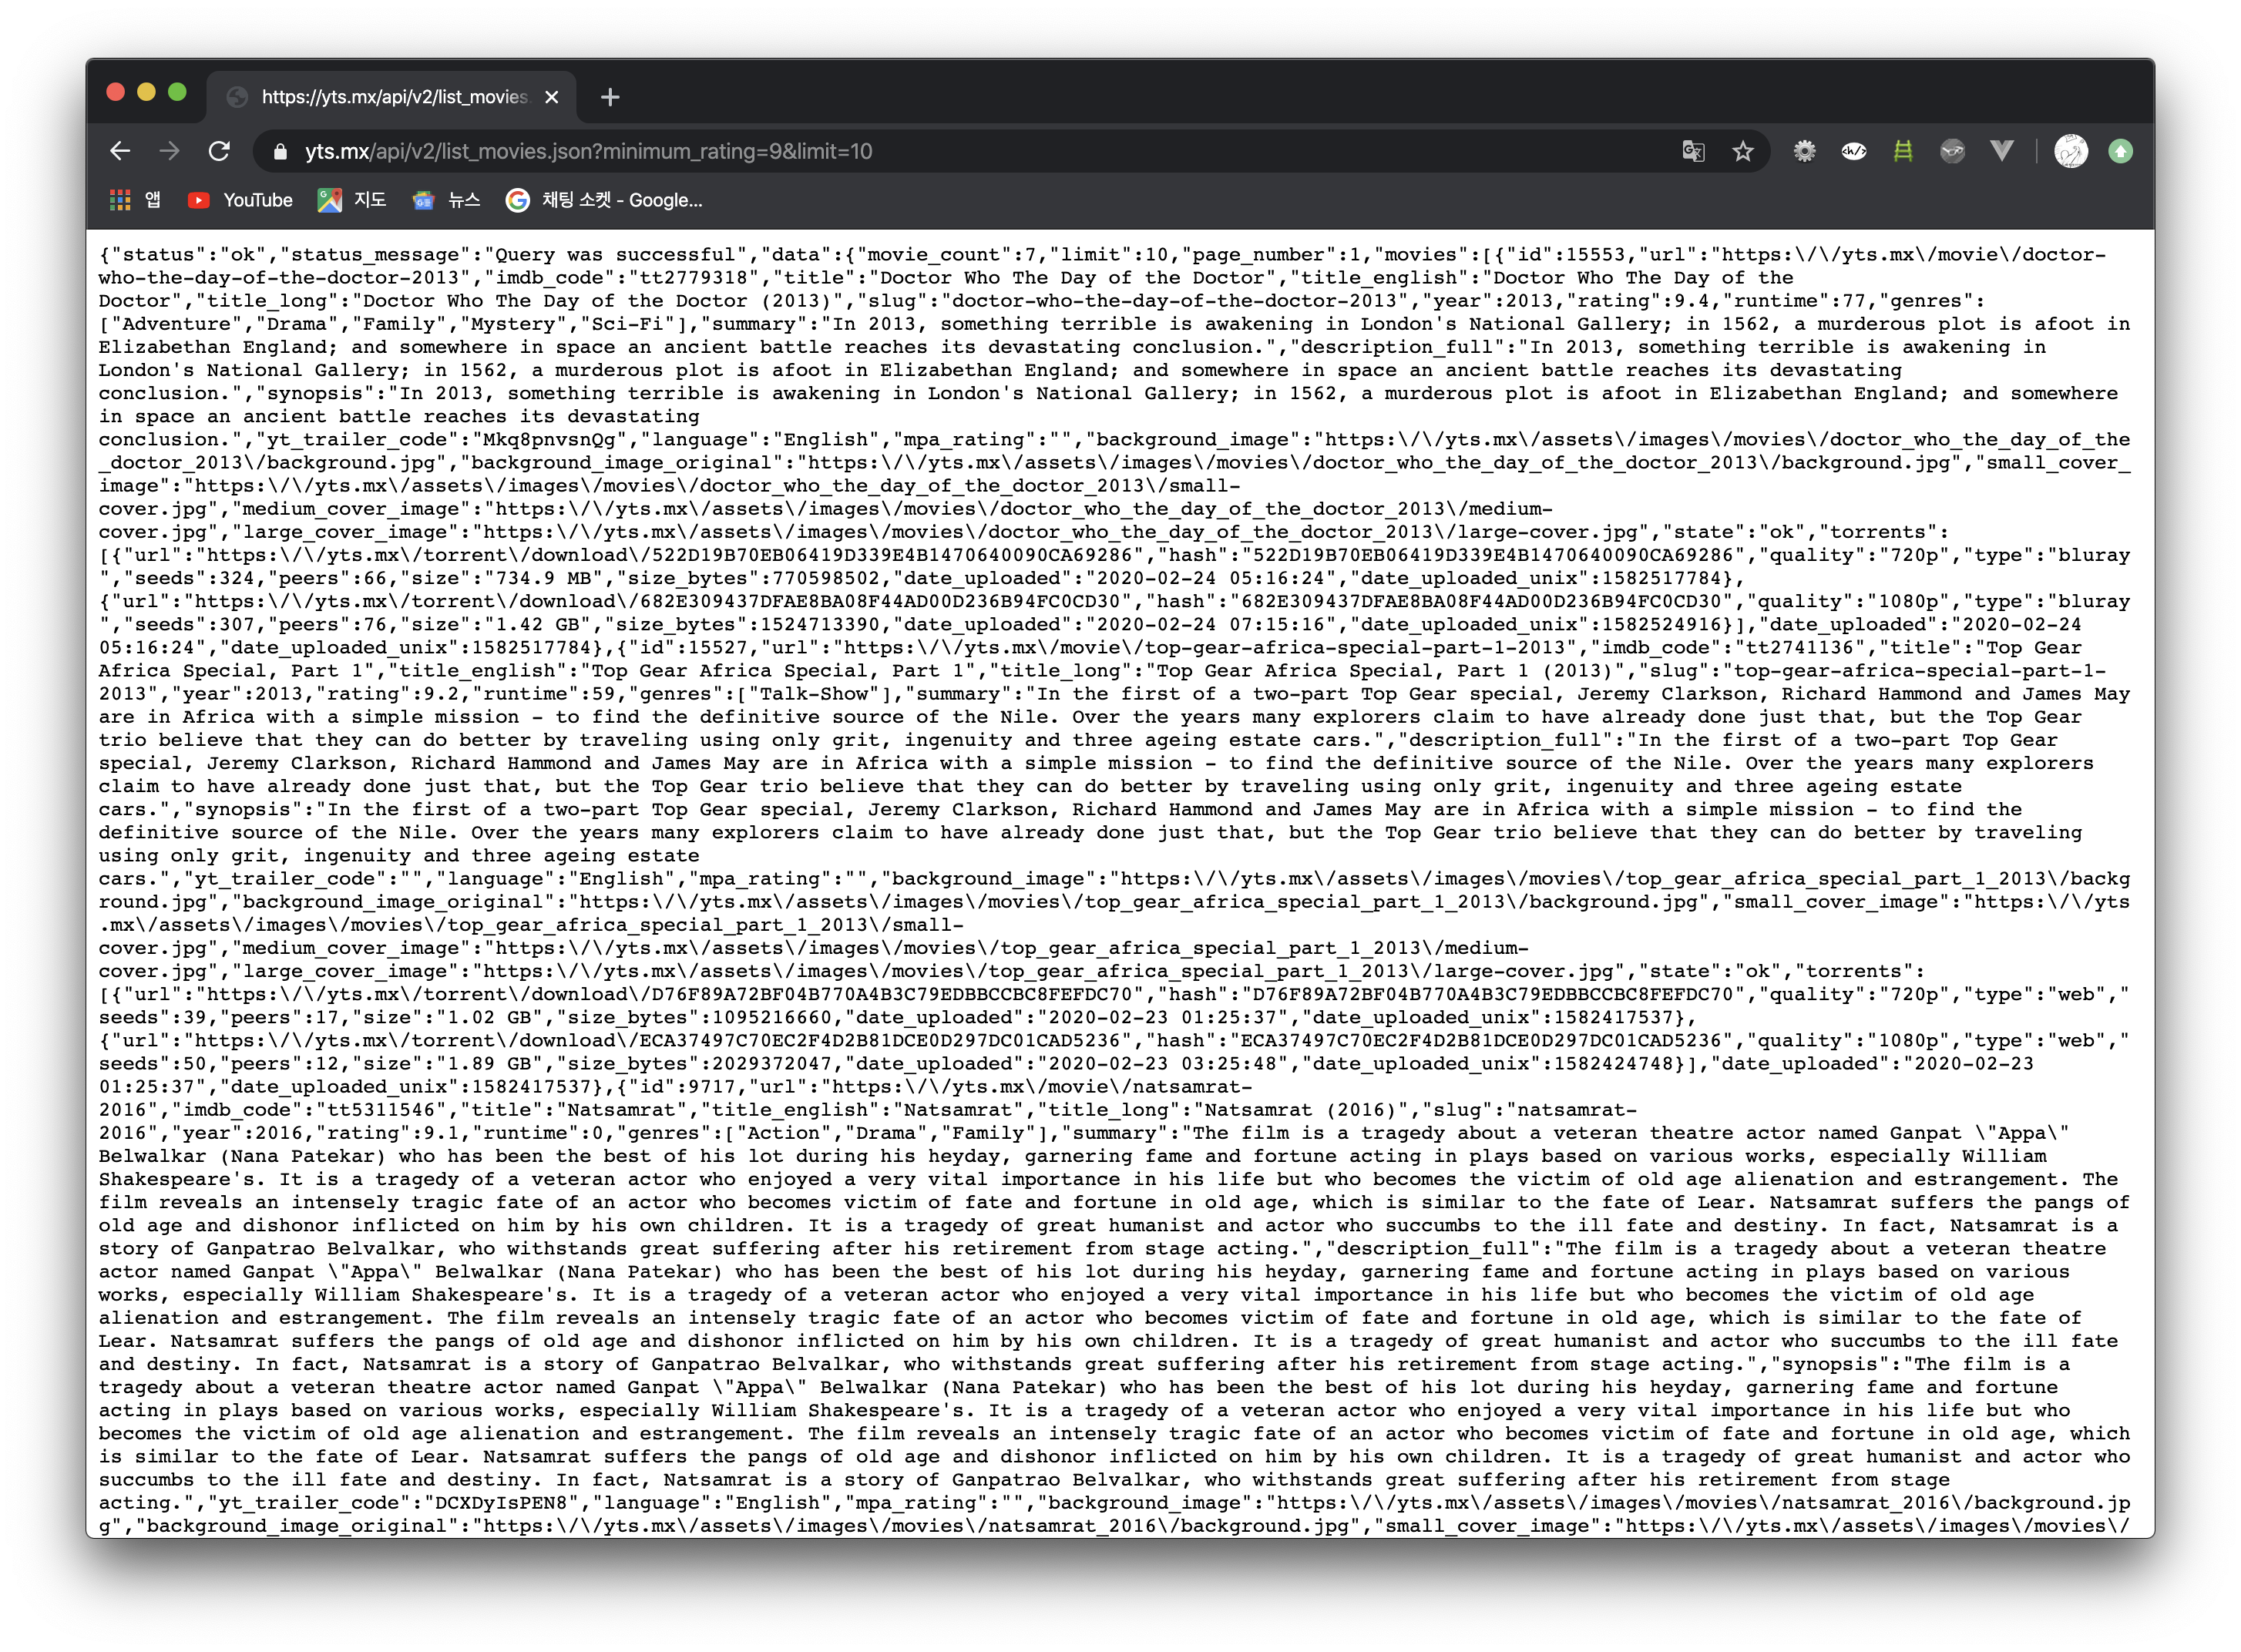 https://yts.mx/api/v2/list_movies.
yts.mx/api/v2/list_movies.json?minimum_rating=9&limit=10
앱 YouTube 지도 뉴스 채팅 소켓 - Google...
{"status":"ok","status_message":"Query was successful","data":{"movie_count":7,"limit":10,"page_number":1,"movies":[{"id":15553,"url":"https:\/\/yts.mx\/movie\/doctor-
who-the-day-of-the-doctor-2013","imdb_code":"tt2779318","title":"Doctor Who The Day of the Doctor","title_english":"Doctor Who The Day of the
Doctor","title_long":"Doctor Who The Day of the Doctor (2013)","slug":"doctor-who-the-day-of-the-doctor-2013","year":2013,"rating":9.4,"runtime":77,"genres":
["Adventure","Drama","Family","Mystery","Sci-Fi"],"summary":"In 2013, something terrible is awakening in London's National Gallery; in 1562, a murderous plot is afoot in
Elizabethan England; and somewhere in space an ancient battle reaches its devastating conclusion.","description_full":"In 2013, something terrible is awakening in
London's National Gallery; in 1562, a murderous plot is afoot in Elizabethan England; and somewhere in space an ancient battle reaches its devastating
conclusion.","synopsis":"In 2013, something terrible is awakening in London's National Gallery; in 1562, a murderous plot is afoot in Elizabethan England; and somewhere
in space an ancient battle reaches its devastating
conclusion.","yt_trailer_code":"Mkq8pnvsnQg","language":"English","mpa_rating":"","background_image":"https:\/\/yts.mx\/assets\/images\/movies\/doctor_who_the_day_of_the
_doctor_2013\/background.jpg","background_image_original":"https:\/\/yts.mx\/assets\/images\/movies\/doctor_who_the_day_of_the_doctor_2013\/background.jpg","small_cover_
image":"https:\/\/yts.mx\/assets\/images\/movies\/doctor_who_the_day_of_the_doctor_2013\/small-
cover.jpg","medium_cover_image":"https:\/\/yts.mx\/assets\/images\/movies\/doctor_who_the_day_of_the_doctor_2013\/medium-
cover.jpg","large_cover_image":"https:\/\/yts.mx\/assets\/images\/movies\/doctor_who_the_day_of_the_doctor_2013\/large-cover.jpg","state":"ok","torrents":
[{"url":"https:\/\/yts.mx\/torrent\/download\/522D19B70EB06419D339E4B1470640090CA69286","hash":"522D19B70EB06419D339E4B1470640090CA69286","quality":"720p","type":"bluray
","seeds":324,"peers":66,"size":"734.9 MB","size_bytes":770598502,"date_uploaded":"2020-02-24 05:16:24","date_uploaded_unix":1582517784},
{"url":"https:\/\/yts.mx\/torrent\/download\/682E309437DFAE8BA08F44AD00D236B94FC0CD30","hash":"682E309437DFAE8BA08F44AD00D236B94FC0CD30","quality":"1080p","type":"bluray
","seeds":307,"peers":76,"size":"1.42 GB","size_bytes":1524713390,"date_uploaded":"2020-02-24 07:15:16","date_uploaded_unix":1582524916}],"date_uploaded":"2020-02-24
05:16:24","date_uploaded_unix":1582517784},{"id":15527,"url":"https:\/\/yts.mx\/movie\/top-gear-africa-special-part-1-2013","imdb_code":"tt2741136","title":"Top Gear
Africa Special, Part 1","title_english":"Top Gear Africa Special, Part 1","title_long":"Top Gear Africa Special, Part 1 (2013)","slug":"top-gear-africa-special-part-1-
2013","year":2013,"rating":9.2,"runtime":59,"genres":["Talk-Show"],"summary":"In the first of a two-part Top Gear special, Jeremy Clarkson, Richard Hammond and James May
are in Africa with a simple mission - to find the definitive source of the Nile. Over the years many explorers claim to have already done just that, but the Top Gear
trio believe that they can do better by traveling using only grit, ingenuity and three ageing estate cars.","description_full":"In the first of a two-part Top Gear
special, Jeremy Clarkson, Richard Hammond and James May are in Africa with a simple mission - to find the definitive source of the Nile. Over the years many explorers
claim to have already done just that, but the Top Gear trio believe that they can do better by traveling using only grit, ingenuity and three ageing estate
cars.","synopsis":"In the first of a two-part Top Gear special, Jeremy Clarkson, Richard Hammond and James May are in Africa with a simple mission - to find the
definitive source of the Nile. Over the years many explorers claim to have already done just that, but the Top Gear trio believe that they can do better by traveling
using only grit, ingenuity and three ageing estate
cars.","yt_trailer_code":"","language":"English","mpa_rating":"","background_image":"https:\/\/yts.mx\/assets\/images\/movies\/top_gear_africa_special_part_1_2013\/backg
round.jpg","background_image_original":"https:\/\/yts.mx\/assets\/images\/movies\/top_gear_africa_special_part_1_2013\/background.jpg","small_cover_image":"https:\/\/yts
.mx\/assets\/images\/movies\/top_gear_africa_special_part_1_2013\/small-
cover.jpg","medium_cover_image":"https:\/\/yts.mx\/assets\/images\/movies\/top_gear_africa_special_part_1_2013\/medium-
cover.jpg","large_cover_image":"https:\/\/yts.mx\/assets\/images\/movies\/top_gear_africa_special_part_1_2013\/large-cover.jpg","state":"ok","torrents":
[{"url":"https:\/\/yts.mx\/torrent\/download\/D76F89A72BF04B770A4B3C79EDBBCCBC8FEFDC70","hash":"D76F89A72BF04B770A4B3C79EDBBCCBC8FEFDC70","quality":"720p","type":"web","
seeds":39,"peers":17,"size":"1.02 GB","size_bytes":1095216660,"date_uploaded":"2020-02-23 01:25:37","date_uploaded_unix":1582417537},
{"url":"https:\/\/yts.mx\/torrent\/download\/ECA37497C70EC2F4D2B81DCE0D297DC01CAD5236","hash":"ECA37497C70EC2F4D2B81DCE0D297DC01CAD5236","quality":"1080p","type":"web","
seeds":50,"peers":12,"size":"1.89 GB","size_bytes":2029372047,"date_uploaded":"2020-02-23 03:25:48","date_uploaded_unix":1582424748}],"date_uploaded":"2020-02-23
01:25:37","date_uploaded_unix":1582417537},{"id":9717,"url":"https:\/\/yts.mx\/movie\/natsamrat-
2016","imdb_code":"tt5311546","title":"Natsamrat","title_english":"Natsamrat","title_long":"Natsamrat (2016)","slug":"natsamrat-
2016","year":2016,"rating":9.1,"runtime":0,"genres":["Action","Drama","Family"],"summary":"The film is a tragedy about a veteran theatre actor named Ganpat \"Appa\"
Belwalkar (Nana Patekar) who has been the best of his lot during his heyday, garnering fame and fortune acting in plays based on various works, especially William
Shakespeare's. It is a tragedy of a veteran actor who enjoyed a very vital importance in his life but who becomes the victim of old age alienation and estrangement. The
film reveals an intensely tragic fate of an actor who becomes victim of fate and fortune in old age, which is similar to the fate of Lear. Natsamrat suffers the pangs of
old age and dishonor inflicted on him by his own children. It is a tragedy of great humanist and actor who succumbs to the ill fate and destiny. In fact, Natsamrat is a
story of Ganpatrao Belvalkar, who withstands great suffering after his retirement from stage acting.","description_full":"The film is a tragedy about a veteran theatre
actor named Ganpat \"Appa\" Belwalkar (Nana Patekar) who has been the best of his lot during his heyday, garnering fame and fortune acting in plays based on various
works, especially William Shakespeare's. It is a tragedy of a veteran actor who enjoyed a very vital importance in his life but who becomes the victim of old age
alienation and estrangement. The film reveals an intensely tragic fate of an actor who becomes victim of fate and fortune in old age, which is similar to the fate of
Lear. Natsamrat suffers the pangs of old age and dishonor inflicted on him by his own children. It is a tragedy of great humanist and actor who succumbs to the ill fate
and destiny. In fact, Natsamrat is a story of Ganpatrao Belvalkar, who withstands great suffering after his retirement from stage acting.","synopsis":"The film is a
tragedy about a veteran theatre actor named Ganpat \"Appa\" Belwalkar (Nana Patekar) who has been the best of his lot during his heyday, garnering fame and fortune
acting in plays based on various works, especially William Shakespeare's. It is a tragedy of a veteran actor who enjoyed a very vital importance in his life but who
becomes the victim of old age alienation and estrangement. The film reveals an intensely tragic fate of an actor who becomes victim of fate and fortune in old age, which
is similar to the fate of Lear. Natsamrat suffers the pangs of old age and dishonor inflicted on him by his own children. It is a tragedy of great humanist and actor who
succumbs to the ill fate and destiny. In fact, Natsamrat is a story of Ganpatrao Belvalkar, who withstands great suffering after his retirement from stage
acting.","yt_trailer_code":"DCXDyIsPEN8","language":"English","mpa_rating":"","background_image":"https:\/\/yts.mx\/assets\/images\/movies\/natsamrat_2016\/background.jp
g","background_image_original":"https:\/\/yts.mx\/assets\/images\/movies\/natsamrat_2016\/background.jpg","small_cover_image":"https:\/\/yts.mx\/assets\/images\/movies\/